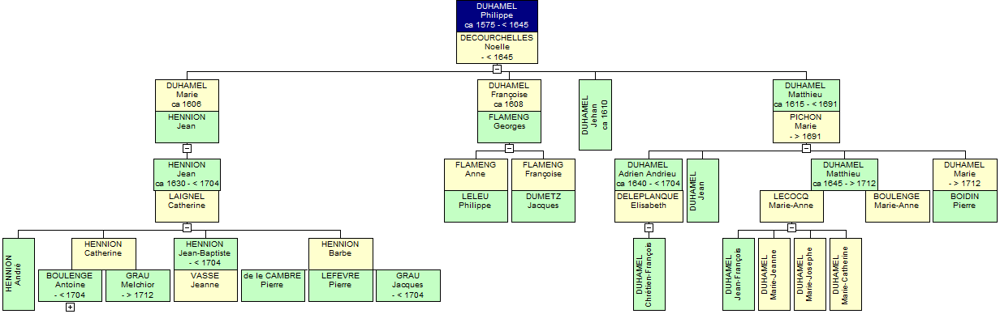 DUHAMEL
Philippe
ca 1575 - < 1645
DECOURCHELLES
Noelle
- < 1645
DUHAMEL
Marie
ca 1606
HENNION
Jean
DUHAMEL
Françoise
ca 1608
FLAMENG
Georges
DUHAMEL
Jehan
ca 1610
DUHAMEL
Matthieu
ca 1615 - < 1691
PICHON
Marie
- > 1691
HENNION
Jean
ca 1630 - < 1704
LAIGNEL
Catherine
FLAMENG
Anne
LELEU
Philippe
FLAMENG
Françoise
DUMETZ
Jacques
DUHAMEL
Adrien Andrieu
ca 1640 - < 1704
DELEPLANQUE
Elisabeth
DUHAMEL
Jean
DUHAMEL
Matthieu
ca 1645 - > 1712
LECOCQ
Marie-Anne
BOULENGE
Marie-Anne
DUHAMEL
Marie
- > 1712
BOIDIN
Pierre
HENNION
André
HENNION
Catherine
BOULENGE
Antoine
- < 1704
GRAU
Melchior
- > 1712
HENNION
Jean-Baptiste
- < 1704
VASSE
Jeanne
HENNION
Barbe
de le CAMBRE
Pierre
LEFEVRE
Pierre
GRAU
Jacques
- < 1704
DUHAMEL
Chrétien-François
DUHAMEL
Jean-François
DUHAMEL
Marie-Jeanne
DUHAMEL
Marie-Josephe
DUHAMEL
Marie-Catherine